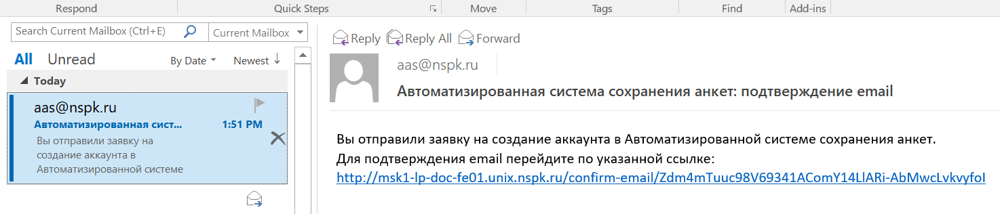 Respond
Quick Steps
Move
Tags
Find
Add-ins
Search Current Mailbox (Ctrl+E)
Current Mailbox
All
Unread
By Date
Newest
Today
aas@nspk.ru
Автоматизированная сист...
1:51 PM
Вы отправили заявку на
создание аккаунта в
Автоматизированной системе
Reply
Reply All
Forward
aas@nspk.ru
Автоматизированная система сохранения анкет: подтверждение email
Вы отправили заявку на создание аккаунта в Автоматизированной системе сохранения анкет.
Для подтверждения email перейдите по указанной ссылке:
http://msk1-lp-doc-fe01.unix.nspk.ru/confirm-email/Zdm4mTuuc98V69341AComY14LlARi-AbMwcLvkvyfoI